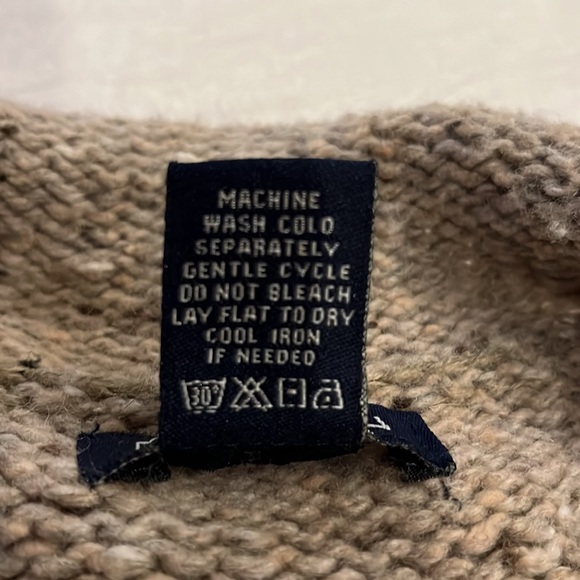 MACHINE
WASH COLD
SEPARATELY
GENTLE CYCLE
DO NOT BLEACH
LAY FLAT TO DRY
COOL IRON
IF NEEDED
30°